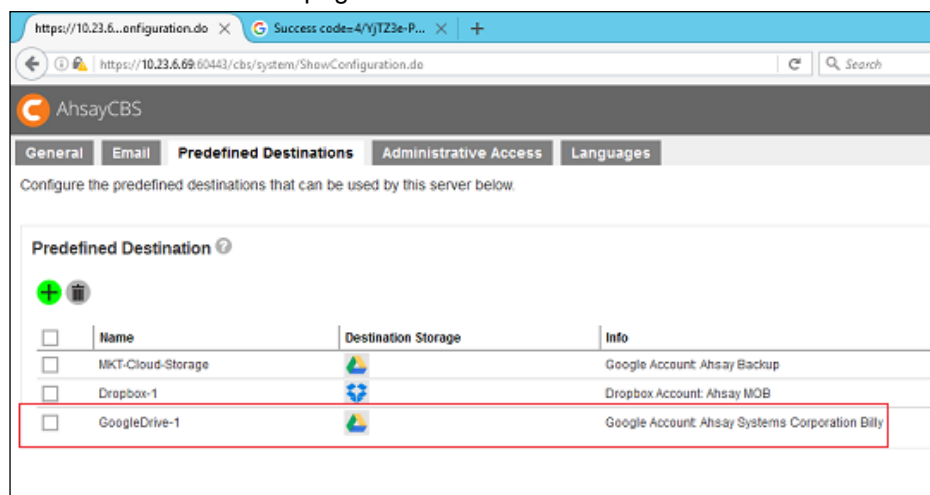 https://10.23.6...onfiguration.do
Success code=4/YjTZ3e-P...
https://10.23.6.69:60443/cbs/system/ShowConfiguration.do
Search
AhsayCBS
General Email Predefined Destinations Administrative Access Languages
Configure the predefined destinations that can be used by this server below.
Predefined Destination
Name Destination Storage Info
MKT-Cloud-Storage Google Account: Ahsay Backup
Dropbox-1 Dropbox Account: Ahsay MOB
GoogleDrive-1 Google Account: Ahsay Systems Corporation Billy